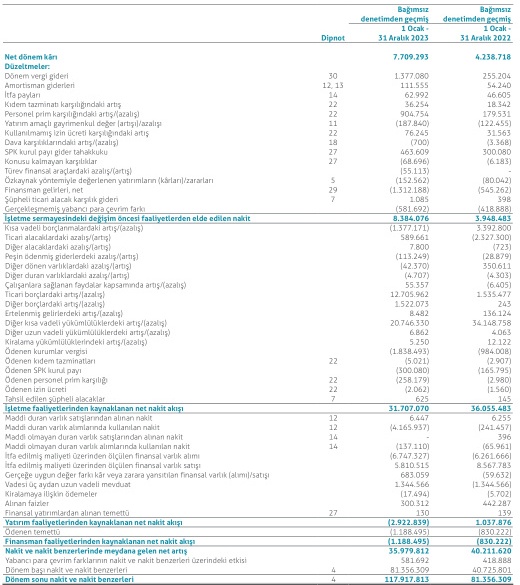 Bağımsız denetimden geçmiş Bağımsız denetimden geçmiş
Dipnot 1 Ocak - 31 Aralık 2023 1 Ocak - 31 Aralık 2022
Net dönem kârı 7.709.293 4.238.718
Düzeltmeler:
Dönem vergi gideri 30 1.377.080 255.204
Amortisman giderleri 12, 13 111.555 54.240
İtfa payları 14 62.992 46.605
Kıdem tazminatı karşılığındaki artış 22 36.254 18.342
Personel prim karşılığındaki artış/(azalış) 22 904.754 179.531
Yatırım amaçlı gayrimenkul değer (artış)/azalışı 11 (187.840) (122.455)
Kullanılmamış izin ücreti karşılığındaki artış 22 76.245 31.563
Dava karşılıklarındaki artış/(azalış) 18 (700) (3.368)
SPK kurul payı gider tahakkuku 27 463.609 300.080
Konusu kalmayan karşılıklar 27 (68.696) (6.183)
Türev finansal araçlardaki azalış/(artış) (55.113) -
Özkaynak yöntemiyle değerlenen yatırımların (kârları)/zararları 5 (152.562) (80.042)
Finansman gelirleri, net 29 (1.312.188) (545.262)
Şüpheli ticari alacak karşılık gideri 7 1.085 398
Gerçekleşmemiş yabancı para çevrim farkı (581.692) (418.888)
İşletme sermayesindeki değişim öncesi faaliyetlerden elde edilen nakit 8.384.076 3.948.483
Kısa vadeli borçlanmalardaki artış/(azalış) (1.377.171) 3.392.800
Ticari alacaklardaki azalış/(artış) 589.661 (2.327.300)
Diğer alacaklardaki azalış/(artış) 7.800 (723)
Peşin ödenmiş giderlerdeki azalış/(artış) (113.249) (28.879)
Diğer dönen varlıklardaki azalış/(artış) (42.370) 350.611
Diğer duran varlıklardaki azalış/(artış) (4.707) (4.303)
Çalışanlara sağlanan faydalar kapsamında artış/(azalış) 55.357 (6.405)
Ticari borçlardaki artış/(azalış) 12.705.962 1.535.477
Diğer borçlardaki artış/(azalış) 1.522.073 243
Ertelenmiş gelirlerdeki artış/(azalış) 8.482 136.124
Diğer kısa vadeli yükümlülüklerdeki artış/(azalış) 20.746.330 34.148.758
Diğer uzun vadeli yükümlülüklerdeki artış/(azalış) 6.862 4.063
Kiralama yükümlülüklerindeki artış/(azalış) 5.250 12.122
Ödenen kurumlar vergisi (1.838.493) (984.008)
Ödenen kıdem tazminatları 22 (5.021) (2.907)
Ödenen SPK kurul payı (300.080) (165.795)
Ödenen personel prim karşılığı 22 (258.179) (2.980)
Ödenen izin ücreti 22 (2.062) (1.560)
Tahsil edilen şüpheli alacaklar 7 625 145
İşletme faaliyetlerinden kaynaklanan net nakit akışı 31.707.070 36.055.483
Maddi duran varlık satışlarından alınan nakit 12 6.447 6.255
Maddi duran varlık alımlarında kullanılan nakit 12 (4.165.937) (241.457)
Maddi olmayan duran varlık satışlarından alınan nakit 14 - 396
Maddi olmayan duran varlık alımlarında kullanılan nakit 14 (137.110) (65.961)
İtfa edilmiş maliyeti üzerinden ölçülen finansal varlık alımı (6.747.327) (6.261.666)
İtfa edilmiş maliyeti üzerinden ölçülen finansal varlık satışı 5.810.515 8.567.783
Gerçeğe uygun değer farkı kâr veya zarara yansıtılan finansal varlık (alımı)/satışı 683.059 (59.632)
Vadesi üç aydan uzun vadeli mevduat 1.344.566 (1.344.566)
Kiralamaya ilişkin ödemeler (17.494) (5.702)
Alınan faizler 300.312 442.287
Finansal yatırımlardan alınan temettü 27 130 139
Yatırım faaliyetlerinden kaynaklanan net nakit akışı (2.922.839) 1.037.876
Ödenen temettü (1.188.495) (830.222)
Finansman faaliyetlerinden kaynaklanan net nakit akışı (1.188.495) (830.222)
Nakit ve nakit benzerlerinde meydana gelen net artış 35.979.812 40.211.620
Yabancı para çevrim farklarının nakit ve nakit benzerleri üzerindeki etkisi 581.692 418.888
Dönem başı nakit ve nakit benzerleri 4 81.356.309 40.725.801
Dönem sonu nakit ve nakit benzerleri 4 117.917.813 81.356.309